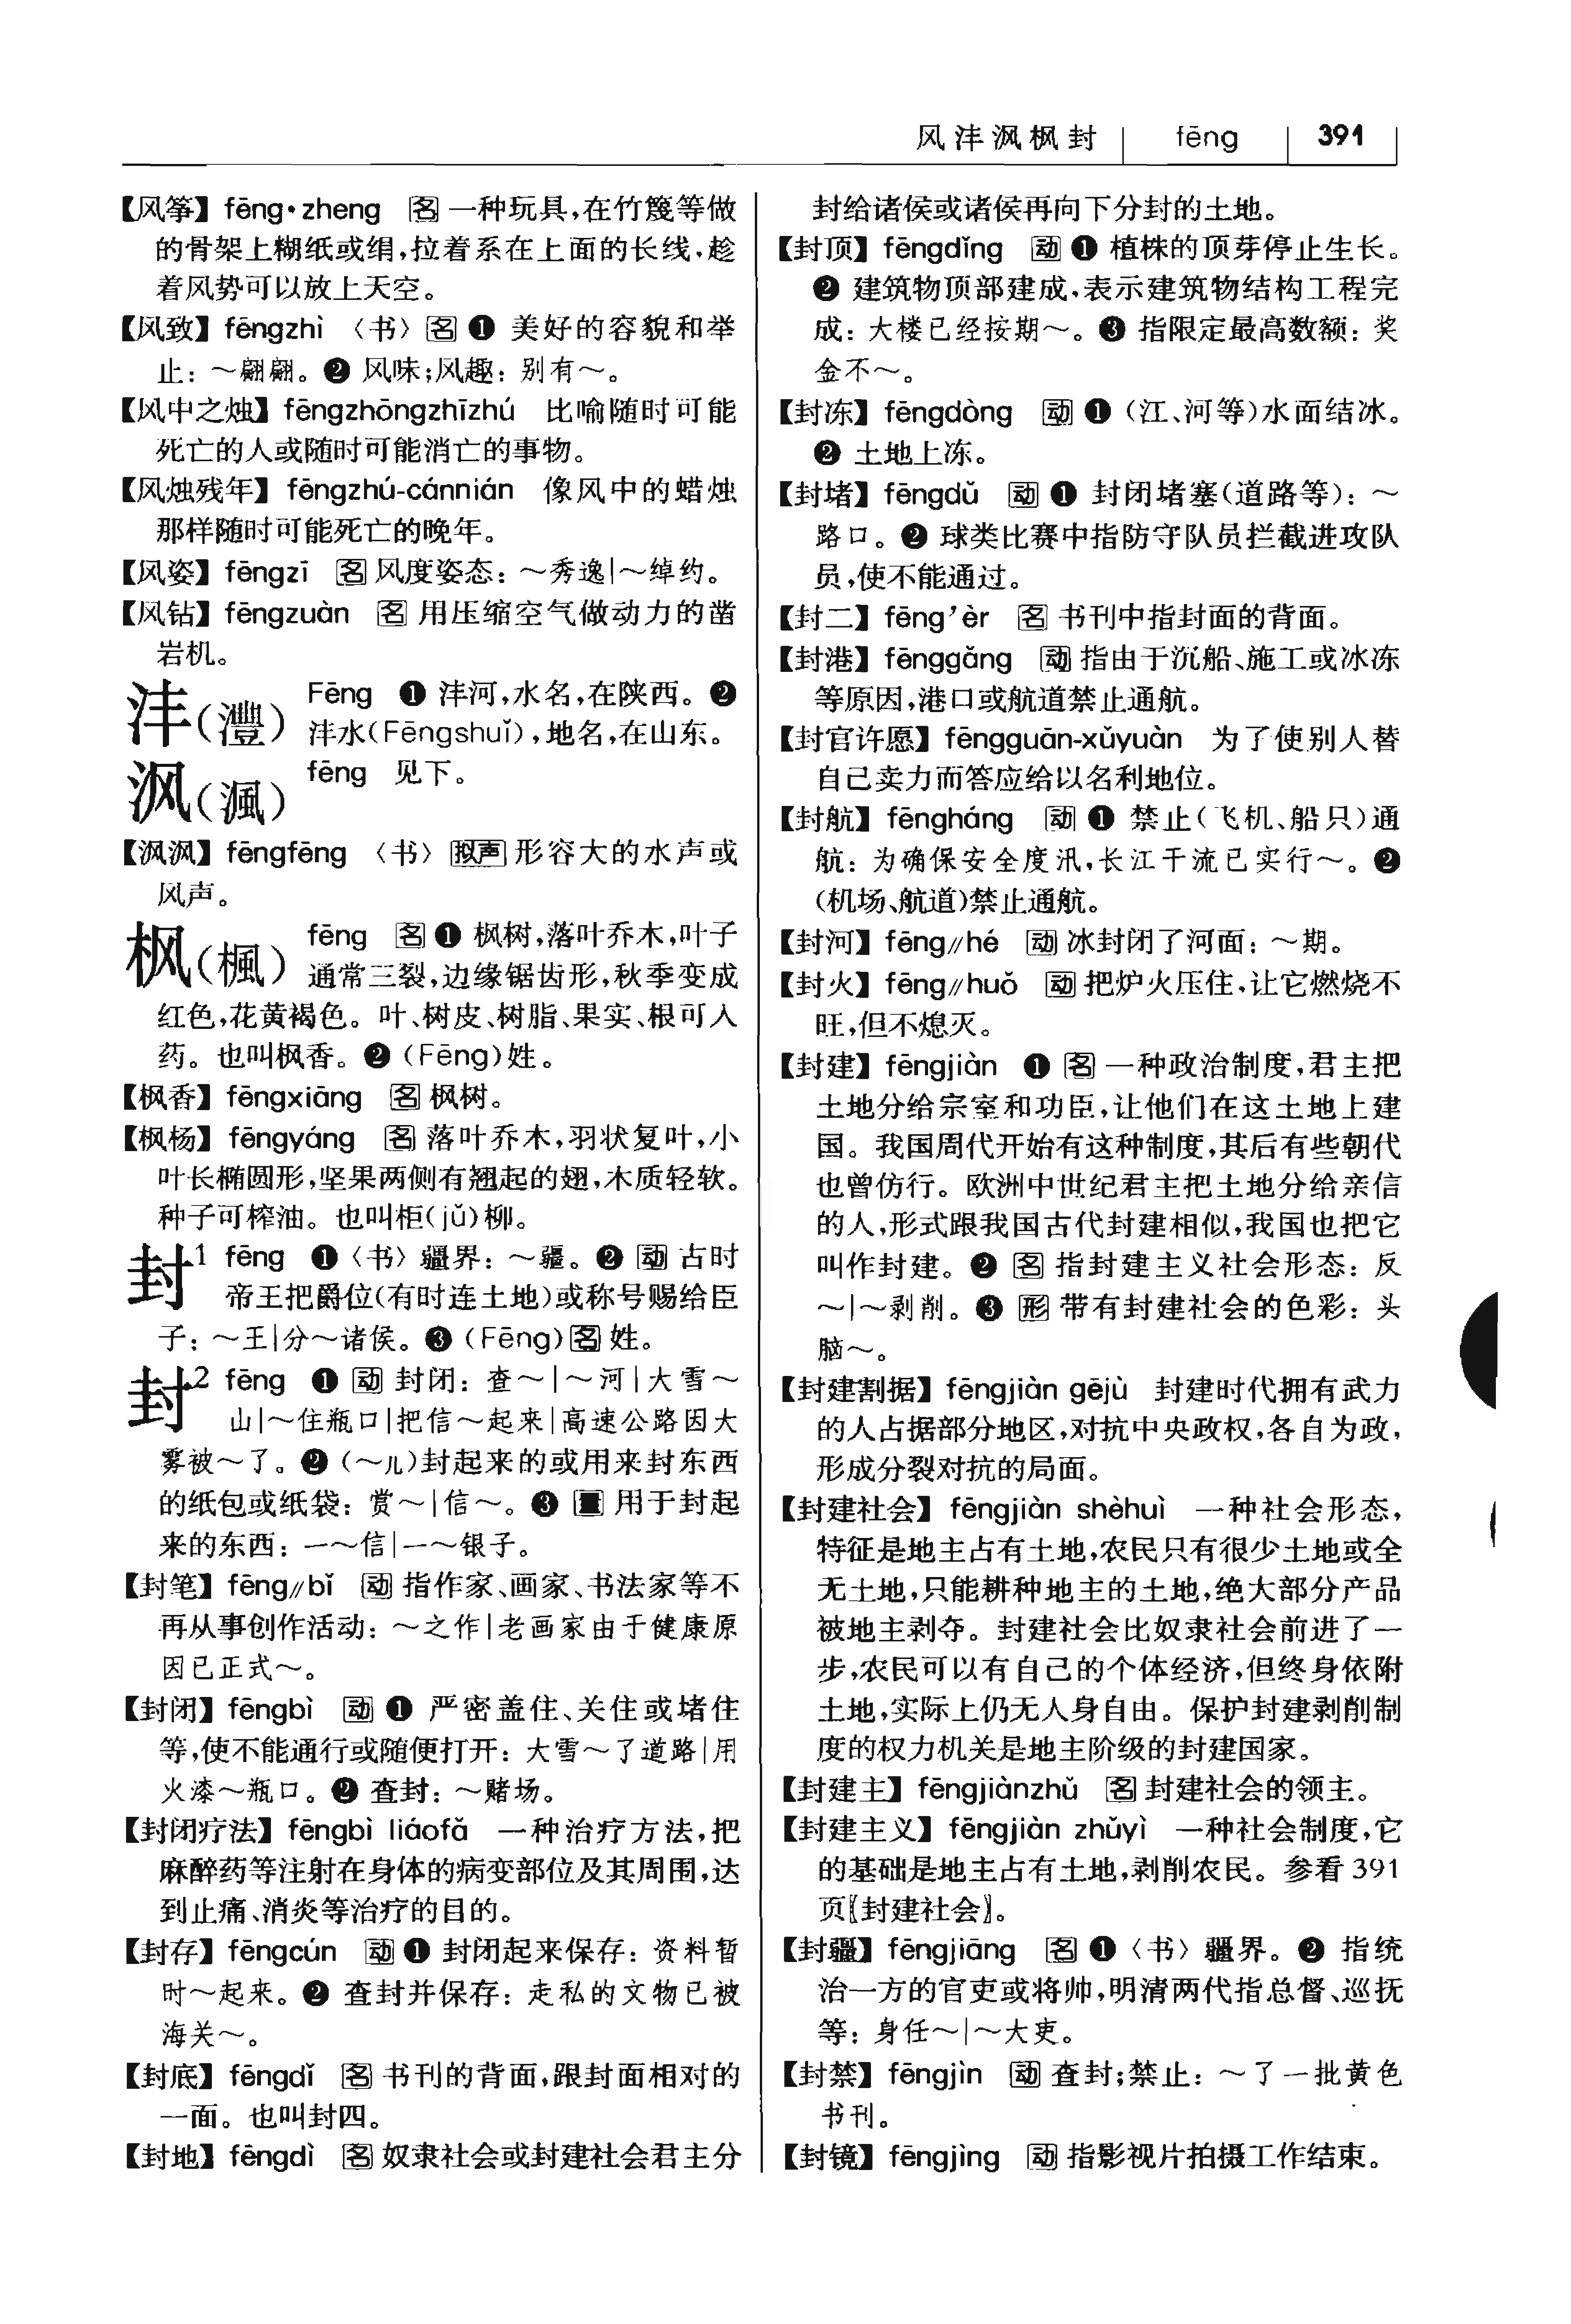 风沣沨枫封 fēng 391
【风筝】fēng·zheng 名 一种玩具,在竹篾等做
的骨架上糊纸或绢,拉着系在上面的长线,趁
着风势可以放上天空。
【风致】fēngzhì 〈书〉名 ❶ 美好的容貌和举
止:～翩翩。❷ 风味;风趣:别有～。
【风中之烛】fēngzhōngzhīzhú 比喻随时可能
死亡的人或随时可能消亡的事物。
【风烛残年】fēngzhú-cánnián 像风中的蜡烛
那样随时可能死亡的晚年。
【风姿】fēngzī 名 风度姿态:～秀逸|～绰约。
【风钻】fēngzuàn 名 用压缩空气做动力的凿
岩机。
沣(灃) Fēng ❶ 沣河,水名,在陕西。❷
沣水(Fēngshuǐ),地名,在山东。
沨(渢) fēng 见下。
【沨沨】fēngfēng 〈书〉拟声 形容大的水声或
风声。
枫(楓) fēng 名 ❶ 枫树,落叶乔木,叶子
通常三裂,边缘锯齿形,秋季变成
红色,花黄褐色。叶、树皮、树脂、果实、根可入
药。也叫枫香。❷ (Fēng)姓。
【枫香】fēngxiāng 名 枫树。
【枫杨】fēngyáng 名 落叶乔木,羽状复叶,小
叶长椭圆形,坚果两侧有翘起的翅,木质轻软。
种子可榨油。也叫柜(jǔ)柳。
封1 fēng ❶〈书〉疆界:～疆。❷ 动 古时
帝王把爵位(有时连土地)或称号赐给臣
子:～王|分～诸侯。❸ (Fēng) 名 姓。
封2 fēng ❶ 动 封闭:查～|～河|大雪～
山|～住瓶口|把信～起来|高速公路因大
雾被～了。❷ (～儿)封起来的或用来封东西
的纸包或纸袋:赏～|信～。❸ 量 用于封起
来的东西:一～信|一～银子。
【封笔】fēng∥bǐ 动 指作家、画家、书法家等不
再从事创作活动:～之作|老画家由于健康原
因已正式～。
【封闭】fēngbì 动 ❶ 严密盖住、关住或堵住
等,使不能通行或随便打开:大雪～了道路|用
火漆～瓶口。❷ 查封:～赌场。
【封闭疗法】fēngbì liáofǎ 一种治疗方法,把
麻醉药等注射在身体的病变部位及其周围,达
到止痛、消炎等治疗的目的。
【封存】fēngcún 动 ❶ 封闭起来保存:资料暂
时～起来。❷ 查封并保存:走私的文物已被
海关～。
【封底】fēngdǐ 名 书刊的背面,跟封面相对的
一面。也叫封四。
【封地】fēngdì 名 奴隶社会或封建社会君主分
封给诸侯或诸侯再向下分封的土地。
【封顶】fēngdǐng 动 ❶ 植株的顶芽停止生长。
❷ 建筑物顶部建成,表示建筑物结构工程完
成:大楼已经按期～。❸ 指限定最高数额:奖
金不～。
【封冻】fēngdòng 动 ❶ (江、河等)水面结冰。
❷ 土地上冻。
【封堵】fēngdǔ 动 ❶ 封闭堵塞(道路等):～
路口。❷ 球类比赛中指防守队员拦截进攻队
员,使不能通过。
【封二】fēng'èr 名 书刊中指封面的背面。
【封港】fēnggǎng 动 指由于沉船、施工或冰冻
等原因,港口或航道禁止通航。
【封官许愿】fēngguān-xǔyuàn 为了使别人替
自己卖力而答应给以名利地位。
【封航】fēngháng 动 ❶ 禁止(飞机、船只)通
航:为确保安全度汛,长江干流已实行～。❷
(机场、航道)禁止通航。
【封河】fēng∥hé 动 冰封闭了河面:～期。
【封火】fēng∥huǒ 动 把炉火压住,让它燃烧不
旺,但不熄灭。
【封建】fēngjiàn ❶ 名 一种政治制度,君主把
土地分给宗室和功臣,让他们在这土地上建
国。我国周代开始有这种制度,其后有些朝代
也曾仿行。欧洲中世纪君主把土地分给亲信
的人,形式跟我国古代封建相似,我国也把它
叫作封建。❷ 名 指封建主义社会形态:反
～|～剥削。❸ 形 带有封建社会的色彩:头
脑～。
【封建割据】fēngjiàn gējù 封建时代拥有武力
的人占据部分地区,对抗中央政权,各自为政,
形成分裂对抗的局面。
【封建社会】fēngjiàn shèhuì 一种社会形态,
特征是地主占有土地,农民只有很少土地或全
无土地,只能耕种地主的土地,绝大部分产品
被地主剥夺。封建社会比奴隶社会前进了一
步,农民可以有自己的个体经济,但终身依附
土地,实际上仍无人身自由。保护封建剥削制
度的权力机关是地主阶级的封建国家。
【封建主】fēngjiànzhǔ 名 封建社会的领主。
【封建主义】fēngjiàn zhǔyì 一种社会制度,它
的基础是地主占有土地,剥削农民。参看 391
页〖封建社会〗。
【封疆】fēngjiāng 名 ❶〈书〉疆界。❷ 指统
治一方的官吏或将帅,明清两代指总督、巡抚
等:身任～|～大吏。
【封禁】fēngjìn 动 查封;禁止:～了一批黄色
书刊。
【封镜】fēngjìng 动 指影视片拍摄工作结束。